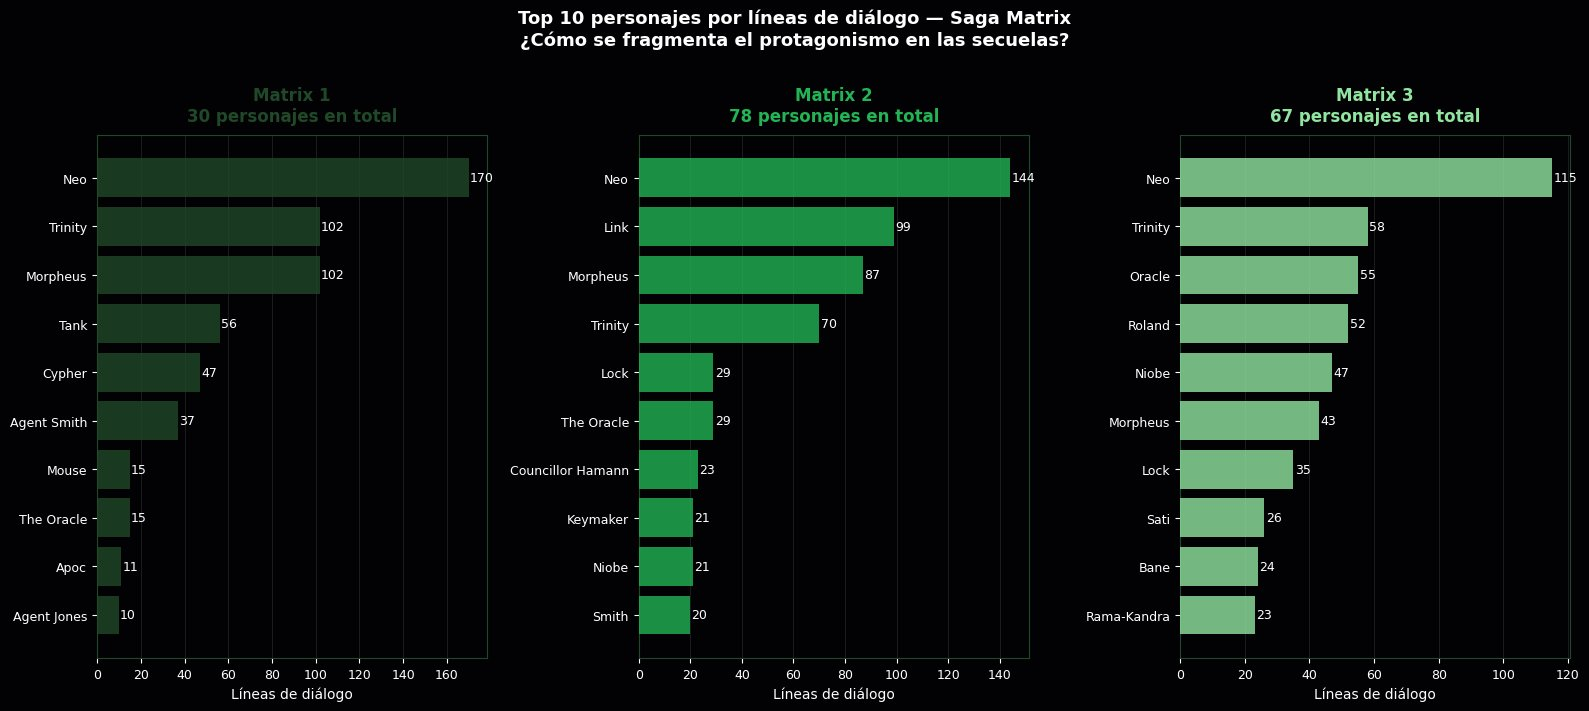 Top 10 personajes por líneas de diálogo — Saga Matrix
¿Cómo se fragmenta el protagonismo en las secuelas?
Matrix 1
30 personajes en total
Neo 170
Trinity 102
Morpheus 102
Tank 56
Cypher 47
Agent Smith 37
Mouse 15
The Oracle 15
Apoc 11
Agent Jones 10
0 20 40 60 80 100 120 140 160
Líneas de diálogo
Matrix 2
78 personajes en total
Neo 144
Link 99
Morpheus 87
Trinity 70
Lock 29
The Oracle 29
Councillor Hamann 23
Keymaker 21
Niobe 21
Smith 20
0 20 40 60 80 100 120 140
Líneas de diálogo
Matrix 3
67 personajes en total
Neo 115
Trinity 58
Oracle 55
Roland 52
Niobe 47
Morpheus 43
Lock 35
Sati 26
Bane 24
Rama-Kandra 23
0 20 40 60 80 100 120
Líneas de diálogo